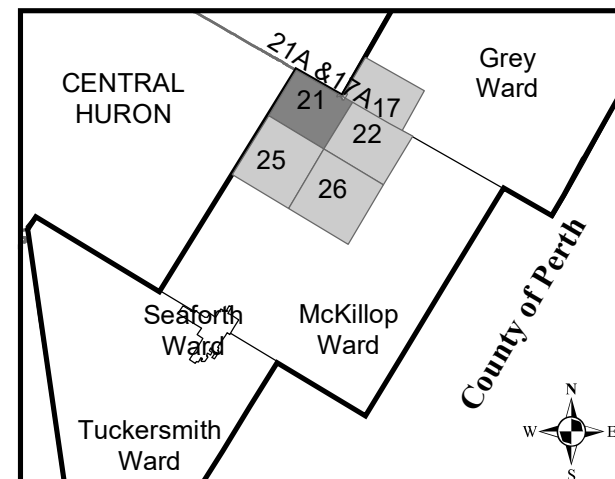 21A &17A
Grey
Ward
CENTRAL
HURON
21
17
22
25
26
County of Perth
Seaforth
Ward
McKillop
Ward
Tuckersmith
Ward
N
W
E
S